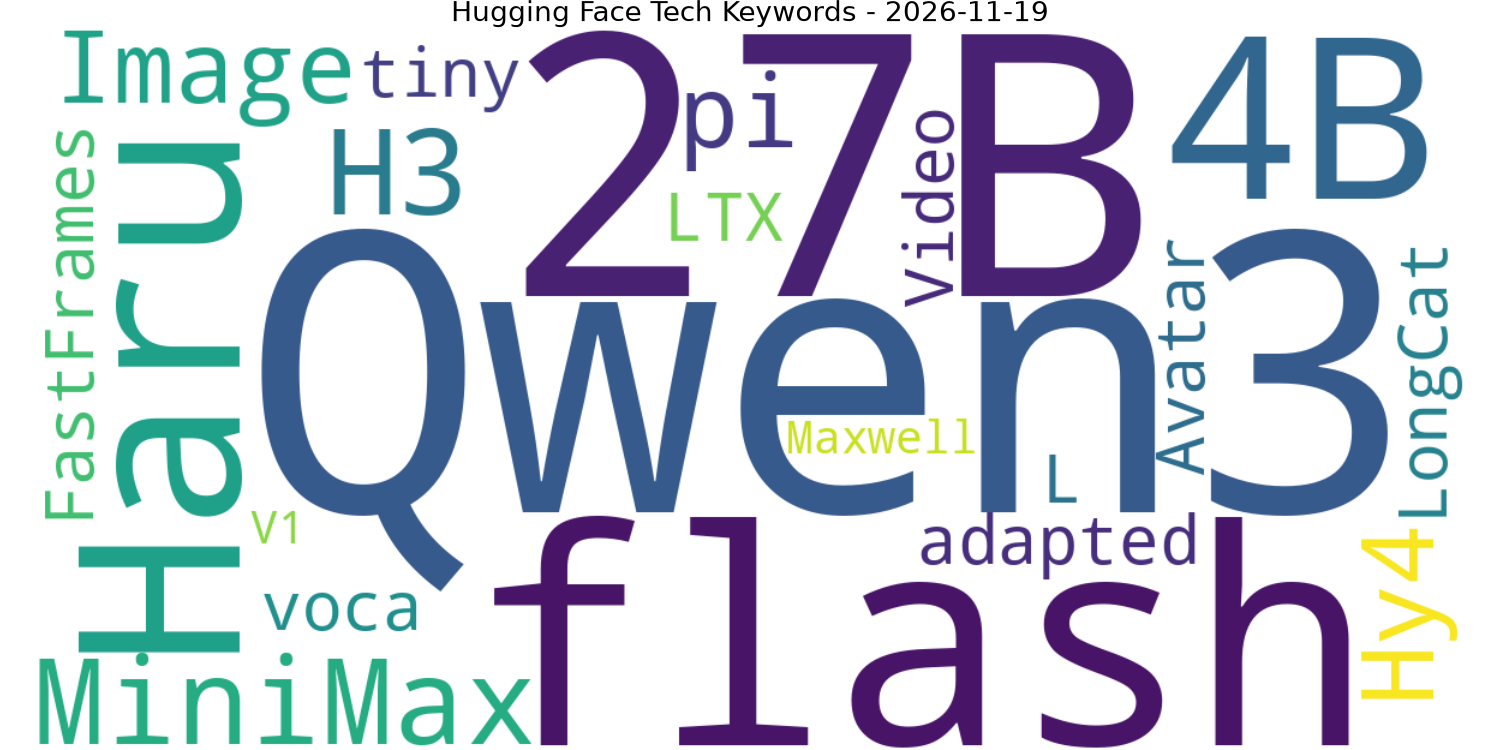 Hugging Face Tech Keywords - 2026-11-19
Image
tiny
27B
pi
4B
H3
LTX
Video
FastFrames
Haru
Qwen3
Avatar
LongCat
Maxwell
L
V1
adapted
voca
flash
Hy4
MiniMax